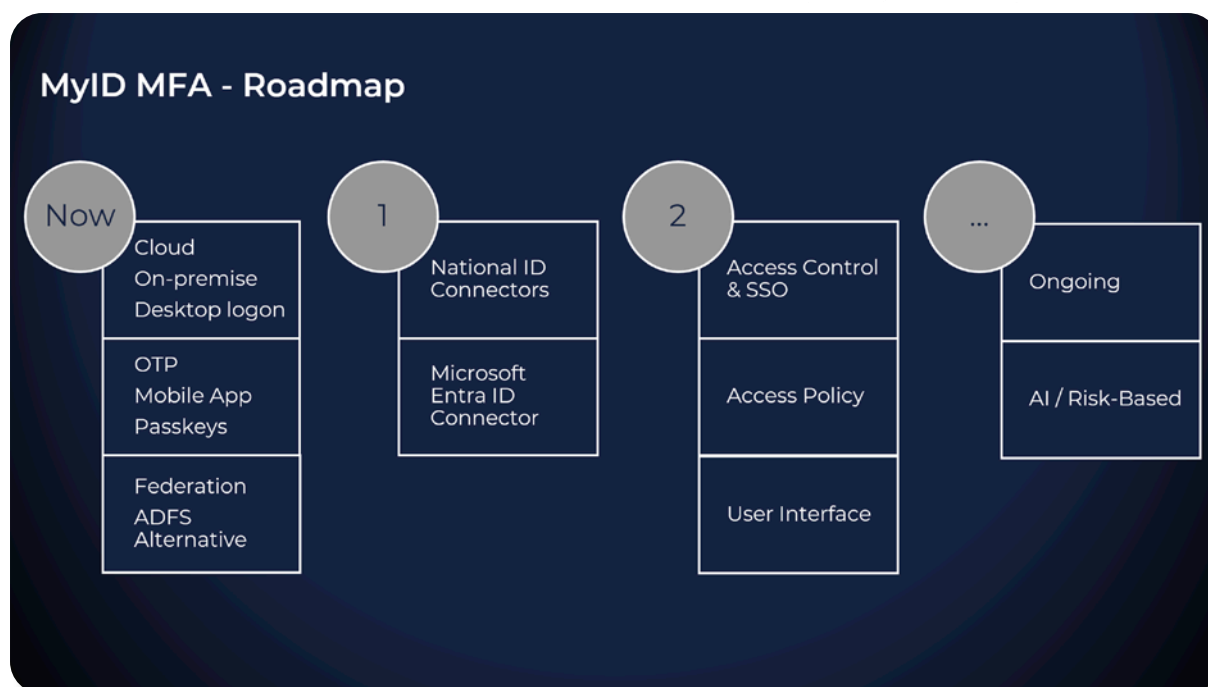 MyID MFA - Roadmap
Now
Cloud
On-premise
Desktop logon
OTP
Mobile App
Passkeys
Federation
ADFS
Alternative
1
National ID
Connectors
Microsoft
Entra ID
Connector
2
Access Control
& SSO
Access Policy
User Interface
...
Ongoing
AI / Risk-Based